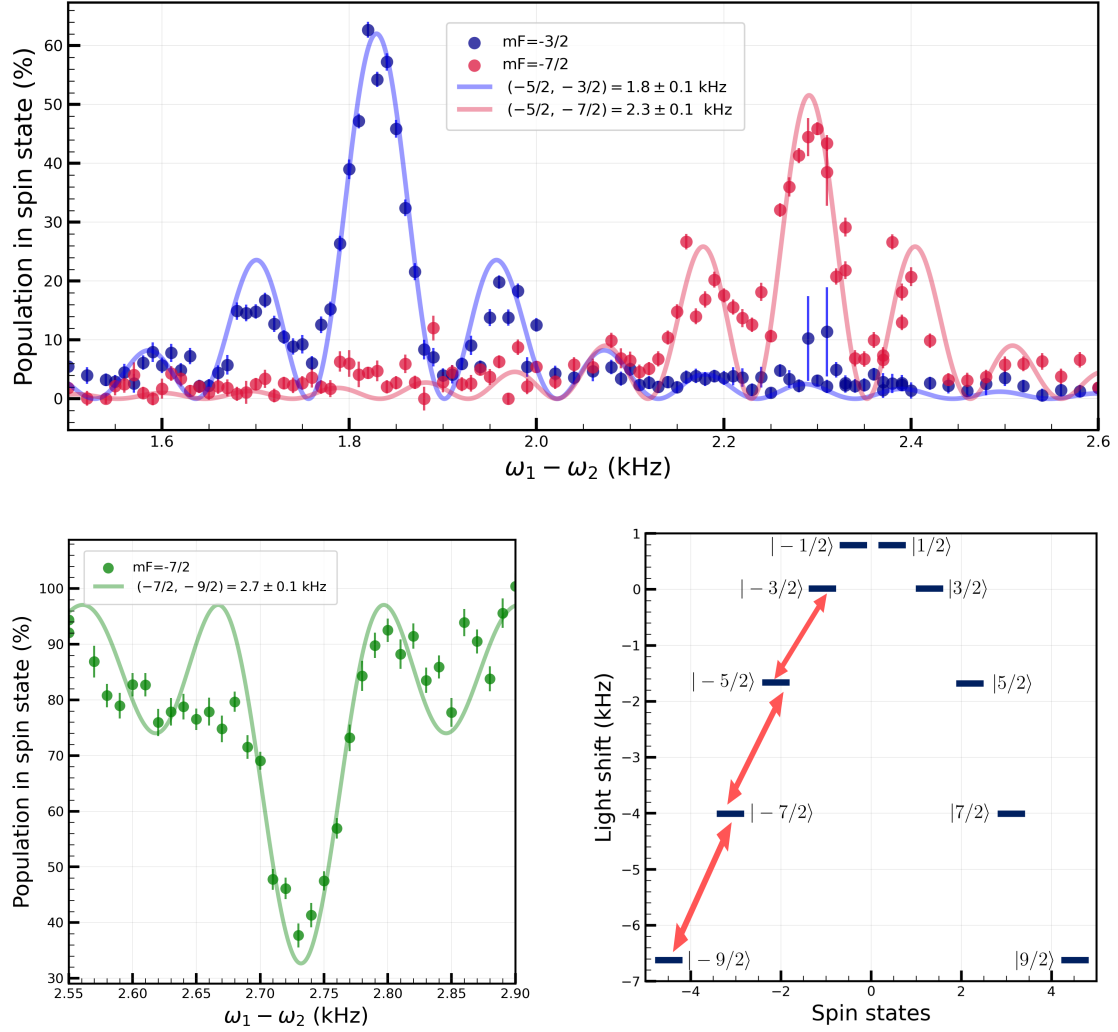 Population in spin state (%)
60
50
40
30
20
10
0
mF=-3/2
mF=-7/2
(−5/2, −3/2) = 1.8 ± 0.1 kHz
(−5/2, −7/2) = 2.3 ± 0.1 kHz
1.6 1.8 2.0 2.2 2.4 2.6
ω₁ − ω₂ (kHz)
Population in spin state (%)
100
90
80
70
60
50
40
30
mF=-7/2
(−7/2, −9/2) = 2.7 ± 0.1 kHz
2.55 2.60 2.65 2.70 2.75 2.80 2.85 2.90
ω₁ − ω₂ (kHz)
Light shift (kHz)
1
0
−1
−2
−3
−4
−5
−6
−7
|−1/2⟩ |1/2⟩
|−3/2⟩ |3/2⟩
|−5/2⟩ |5/2⟩
|−7/2⟩ |7/2⟩
|−9/2⟩ |9/2⟩
−4 −2 0 2 4
Spin states